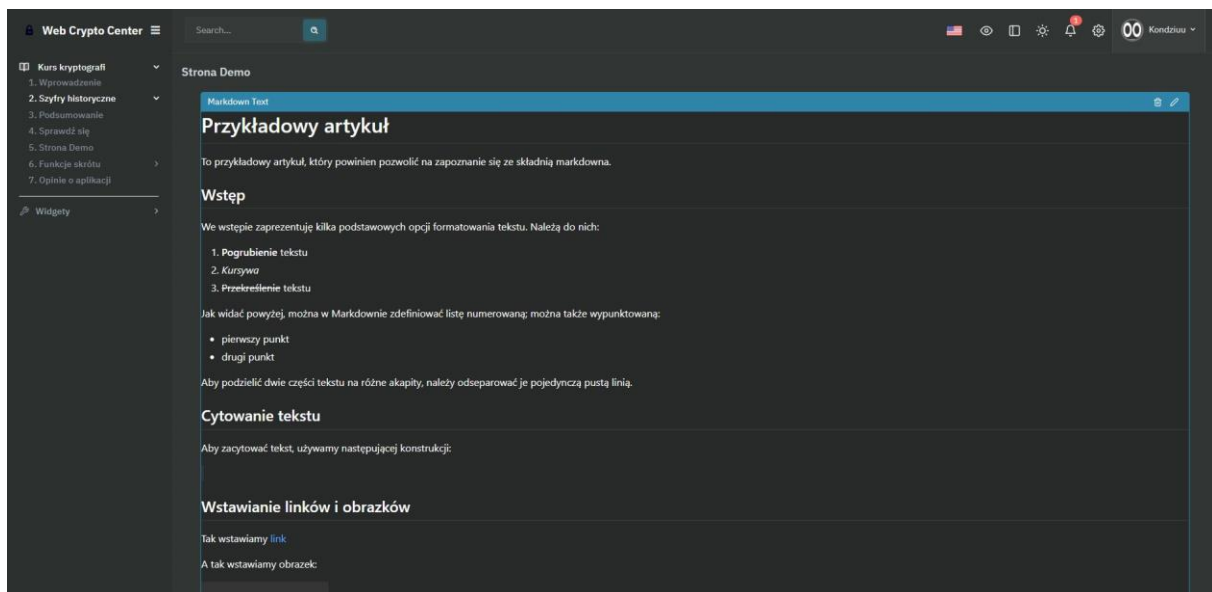 Web Crypto Center
Search...
1
Kondziuu
Kurs kryptografi
1. Wprowadzenie
2. Szyfry historyczne
3. Podsumowanie
4. Sprawdź się
5. Strona Demo
6. Funkcje skrótu
7. Opinie o aplikacji
Widgety
Strona Demo
Markdown Text
Przykładowy artykuł
To przykładowy artykuł, który powinien pozwolić na zapoznanie się ze składnią markdowna.
Wstęp
We wstępie zaprezentuję kilka podstawowych opcji formatowania tekstu. Należą do nich:
1. Pogrubienie tekstu
2. Kursywa
3. Przekreślenie tekstu
Jak widać powyżej, można w Markdownie zdefiniować listę numerowaną; można także wypunktowaną:
• pierwszy punkt
• drugi punkt
Aby podzielić dwie części tekstu na różne akapity, należy odseparować je pojedynczą pustą linią.
Cytowanie tekstu
Aby zacytować tekst, używamy następującej konstrukcji:
Wstawianie linków i obrazków
Tak wstawiamy link
A tak wstawiamy obrazek: